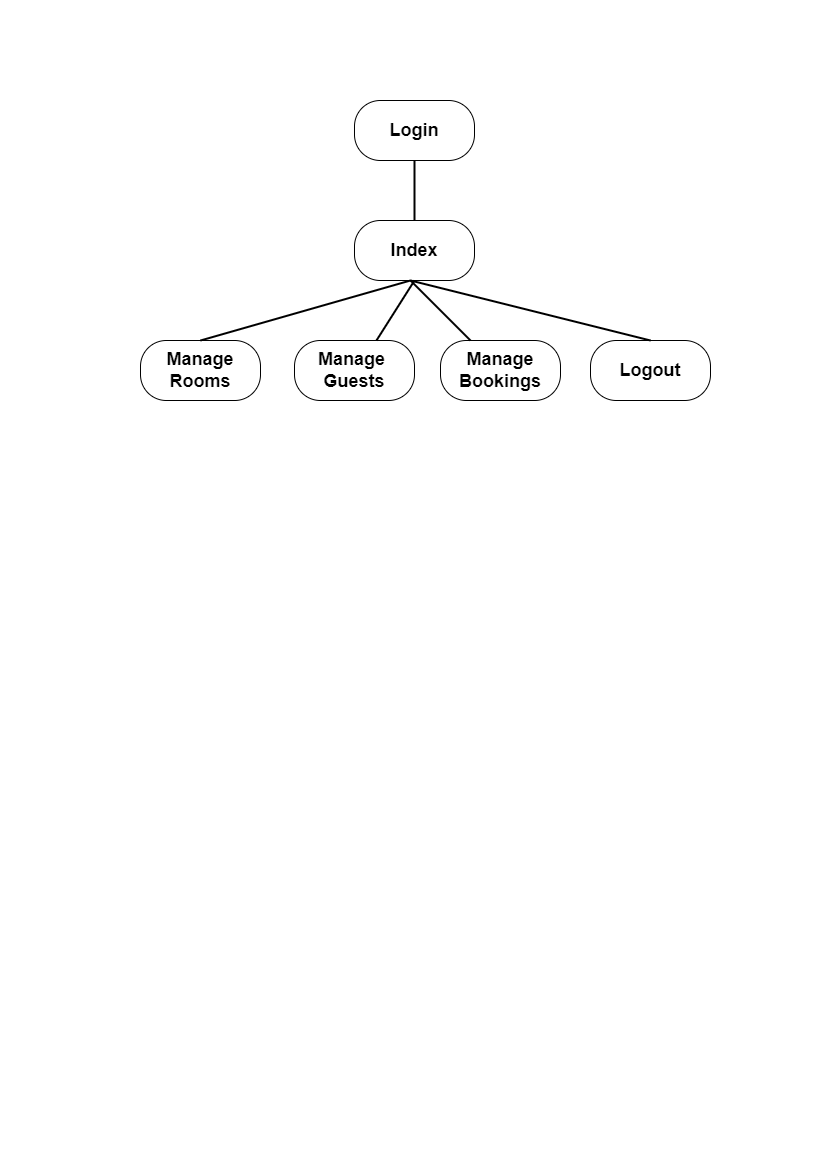 Login
Index
Manage
Rooms
Manage
Guests
Manage
Bookings
Logout